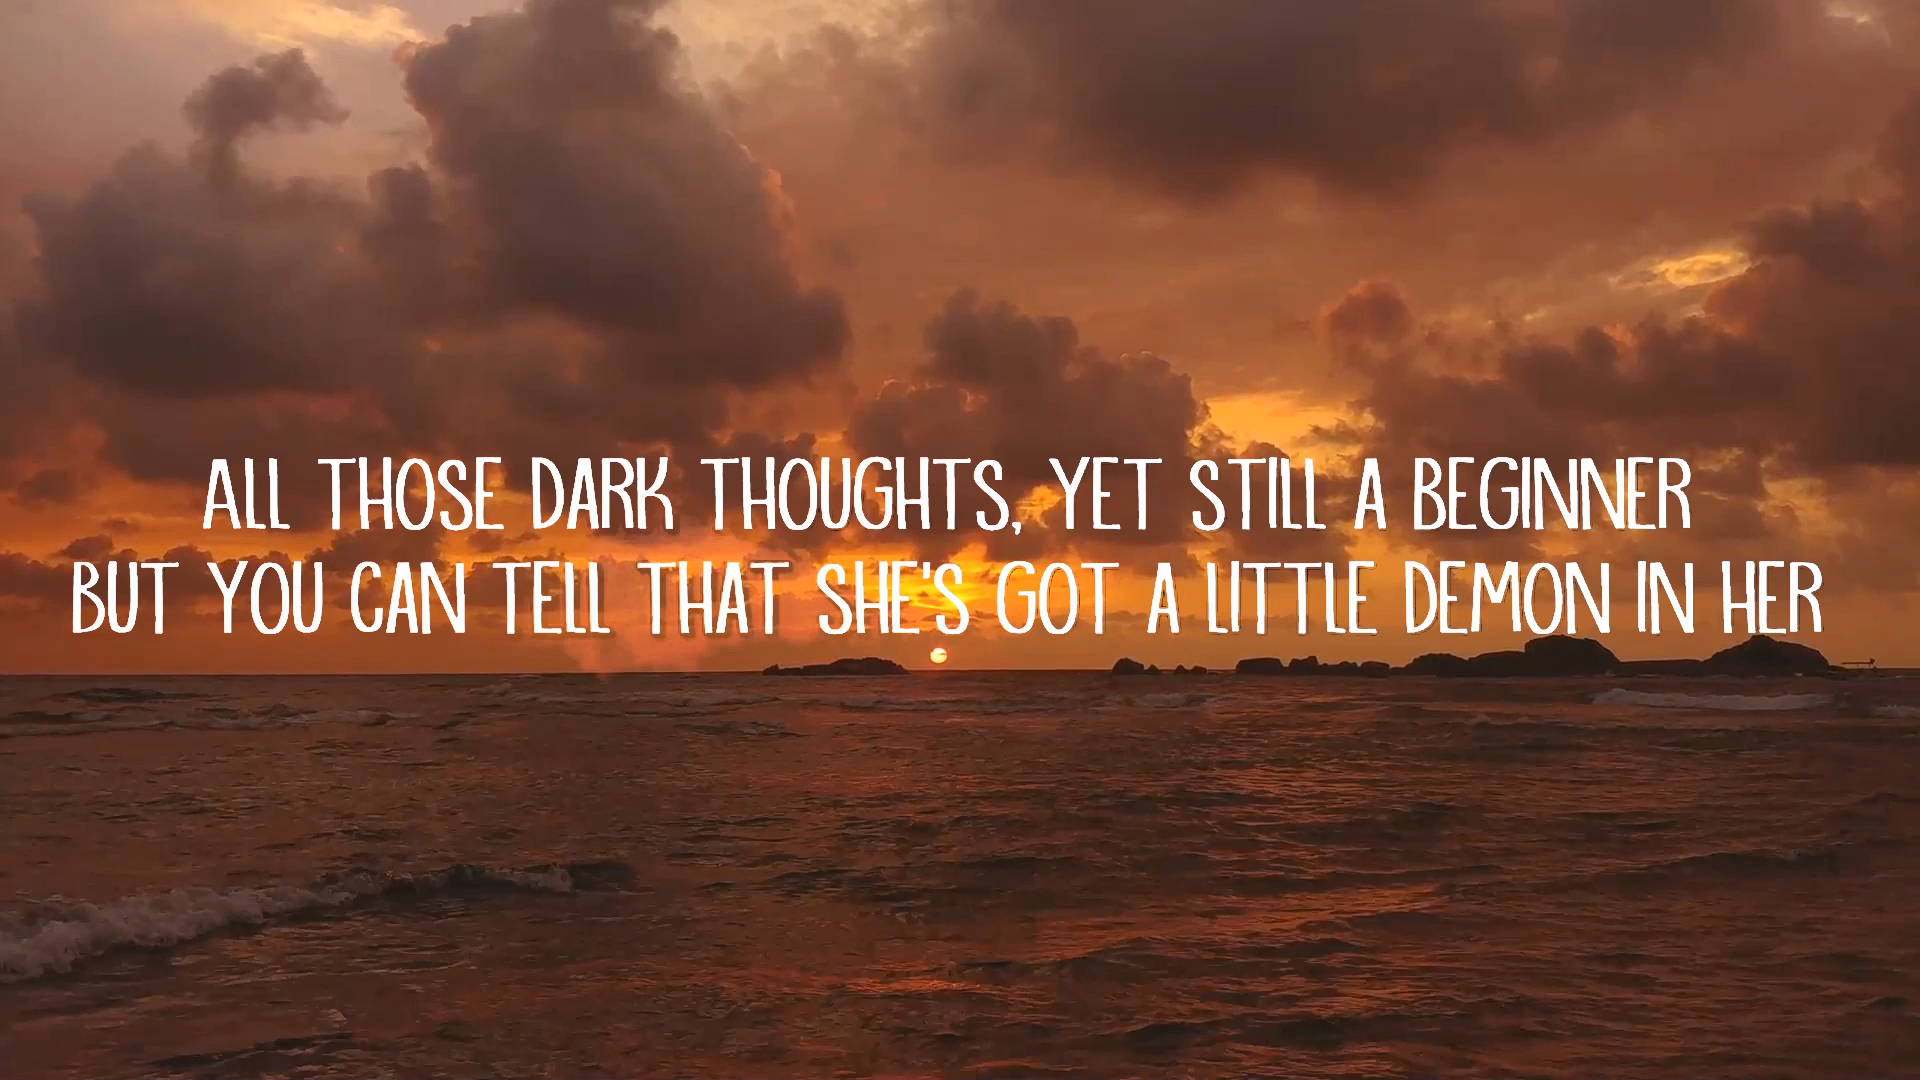 ALL THOSE DARK THOUGHTS, YET STILL A BEGINNER
BUT YOU CAN TELL THAT SHE'S GOT A LITTLE DEMON IN HER